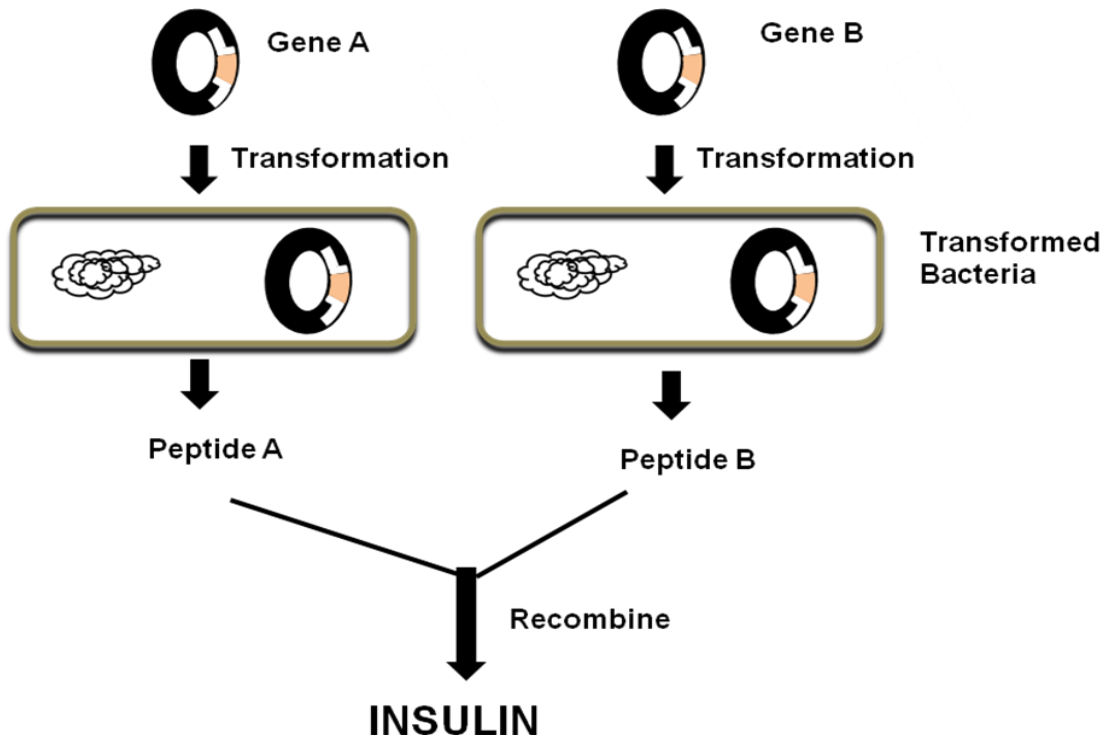 Gene A
Gene B
Transformation
Transformation
Transformed
Bacteria
Peptide A
Peptide B
Recombine
INSULIN